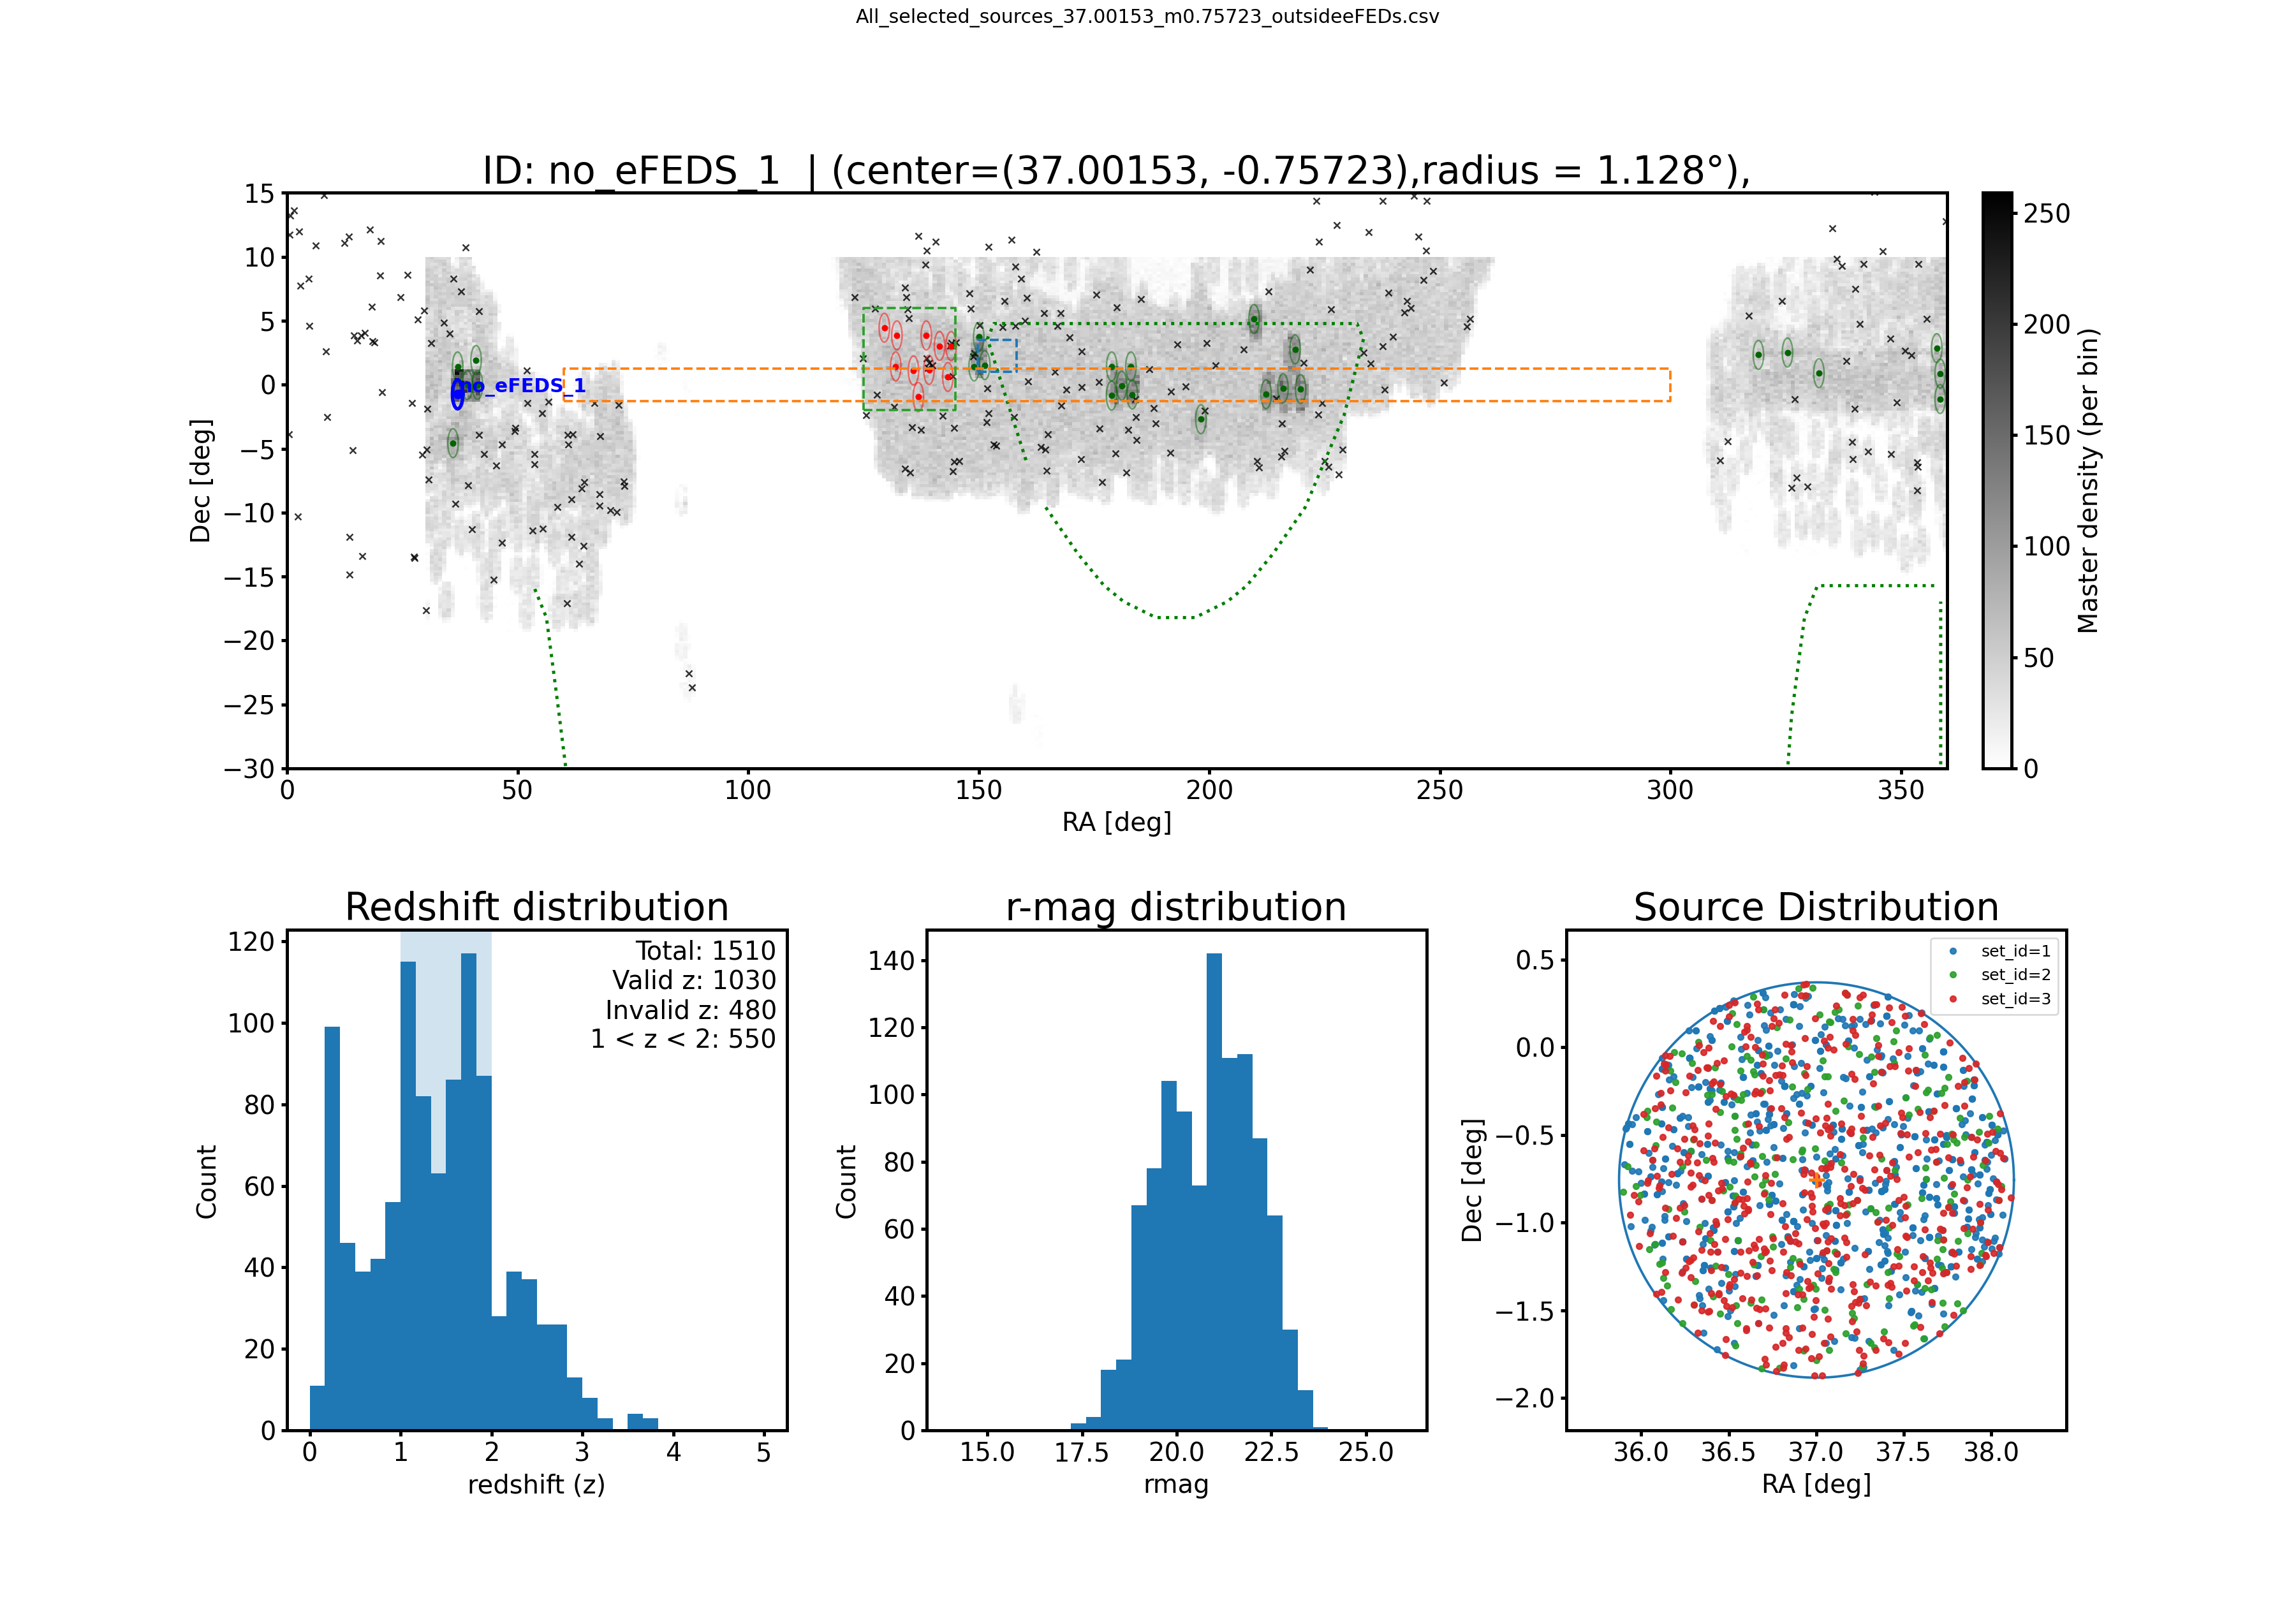 All_selected_sources_37.00153_m0.75723_outsideeFEDs.csv
ID: no_eFEDS_1 | (center=(37.00153, -0.75723),radius = 1.128°),
15
10
5
0
−5
−10
−15
−20
−25
−30
Dec [deg]
no_eFEDS_1
0
50
100
150
200
250
300
350
RA [deg]
250
200
150
100
50
0
Master density (per bin)
Redshift distribution
120
100
80
60
40
20
0
Count
Total: 1510
Valid z: 1030
Invalid z: 480
1 < z < 2: 550
0
1
2
3
4
5
redshift (z)
r-mag distribution
140
120
100
80
60
40
20
0
Count
15.0
17.5
20.0
22.5
25.0
rmag
Source Distribution
0.5
0.0
−0.5
−1.0
−1.5
−2.0
Dec [deg]
set_id=1
set_id=2
set_id=3
36.0
36.5
37.0
37.5
38.0
RA [deg]